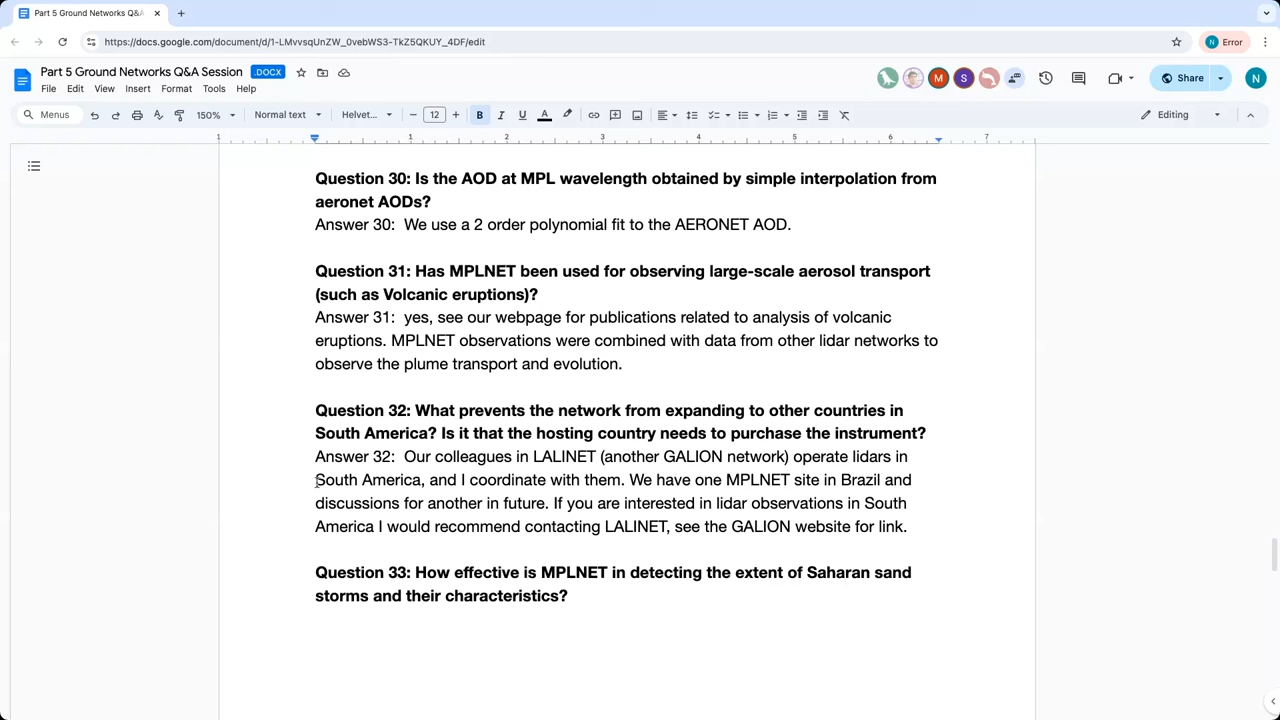 Part 5 Ground Networks Q&A
https://docs.google.com/document/d/1-LMvvsqUnZW_0vebWS3-TkZ5QKUY_4DF/edit
N Error
Part 5 Ground Networks Q&A Session .DOCX
M S Share N
File Edit View Insert Format Tools Help
Menus 150% Normal text Helvet... 12 B I U A Editing
1 1 2 3 4 5 6 7
Question 30: Is the AOD at MPL wavelength obtained by simple interpolation from
aeronet AODs?
Answer 30: We use a 2 order polynomial fit to the AERONET AOD.
Question 31: Has MPLNET been used for observing large-scale aerosol transport
(such as Volcanic eruptions)?
Answer 31: yes, see our webpage for publications related to analysis of volcanic
eruptions. MPLNET observations were combined with data from other lidar networks to
observe the plume transport and evolution.
Question 32: What prevents the network from expanding to other countries in
South America? Is it that the hosting country needs to purchase the instrument?
Answer 32: Our colleagues in LALINET (another GALION network) operate lidars in
South America, and I coordinate with them. We have one MPLNET site in Brazil and
discussions for another in future. If you are interested in lidar observations in South
America I would recommend contacting LALINET, see the GALION website for link.
Question 33: How effective is MPLNET in detecting the extent of Saharan sand
storms and their characteristics?